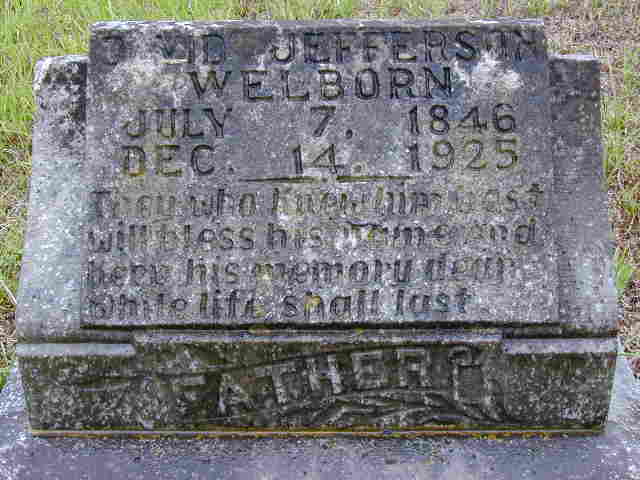 DAVID JEFFERSON
WELBORN
JULY 7, 1846
DEC. 14, 1925
They who knew him best
will bless his name and
keep his memory dear
while life shall last
FATHER